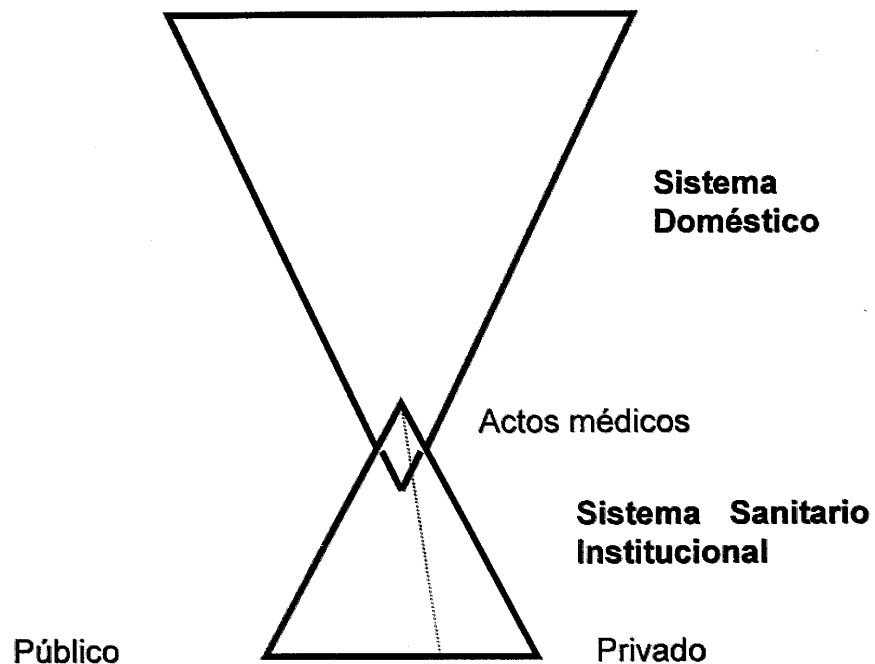 Sistema
Doméstico
Actos médicos
Sistema Sanitario
Institucional
Público
Privado